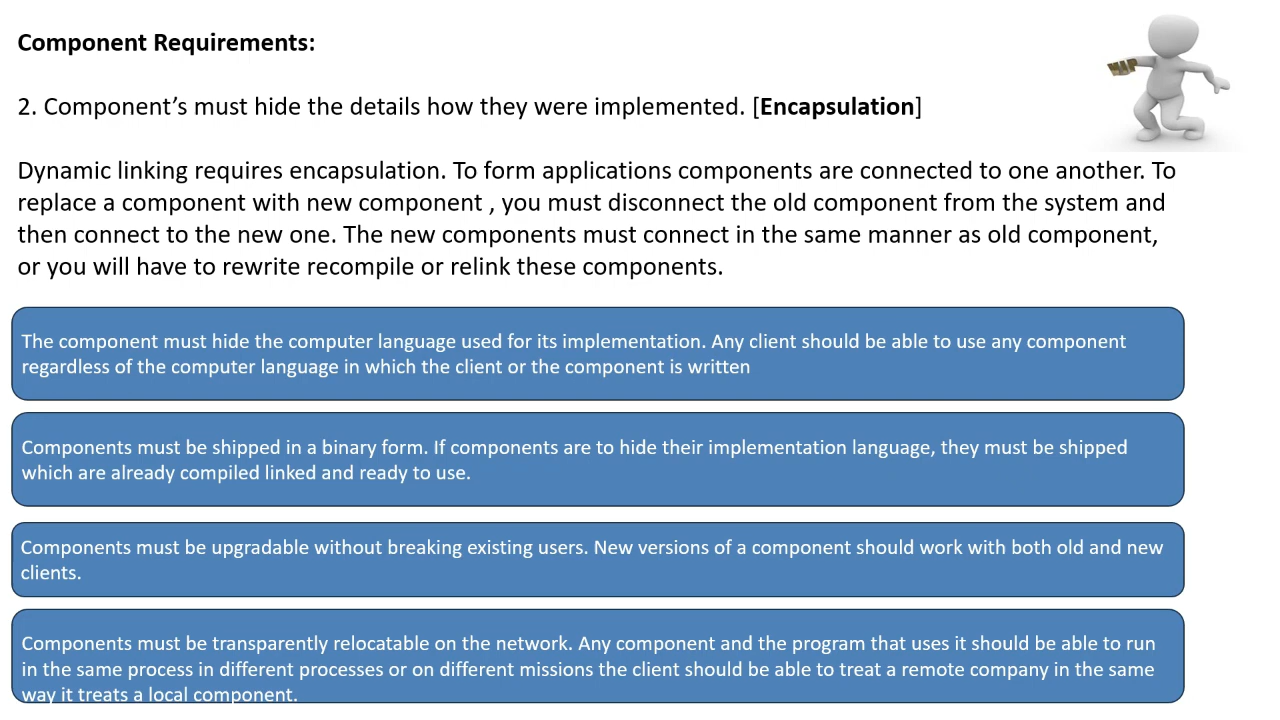 Component Requirements:
2. Component’s must hide the details how they were implemented. [Encapsulation]
Dynamic linking requires encapsulation. To form applications components are connected to one another. To
replace a component with new component , you must disconnect the old component from the system and
then connect to the new one. The new components must connect in the same manner as old component,
or you will have to rewrite recompile or relink these components.
The component must hide the computer language used for its implementation. Any client should be able to use any component
regardless of the computer language in which the client or the component is written
Components must be shipped in a binary form. If components are to hide their implementation language, they must be shipped
which are already compiled linked and ready to use.
Components must be upgradable without breaking existing users. New versions of a component should work with both old and new
clients.
Components must be transparently relocatable on the network. Any component and the program that uses it should be able to run
in the same process in different processes or on different missions the client should be able to treat a remote company in the same
way it treats a local component.